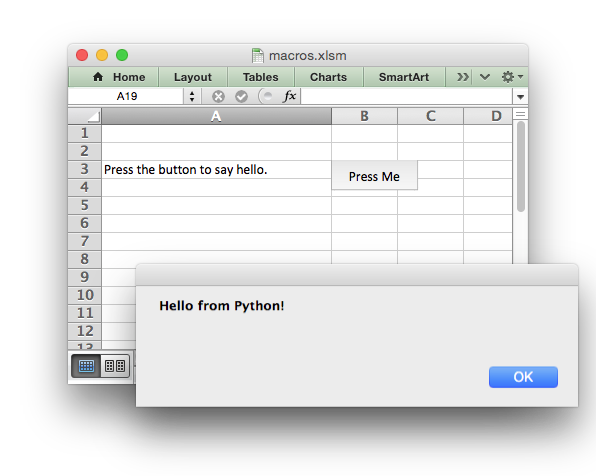 macros.xlsm
Home Layout Tables Charts SmartArt
A19 fx
A B C D
1
2
3 Press the button to say hello. Press Me
4
5
6
7
8
9
10
11
12
13
Hello from Python!
OK